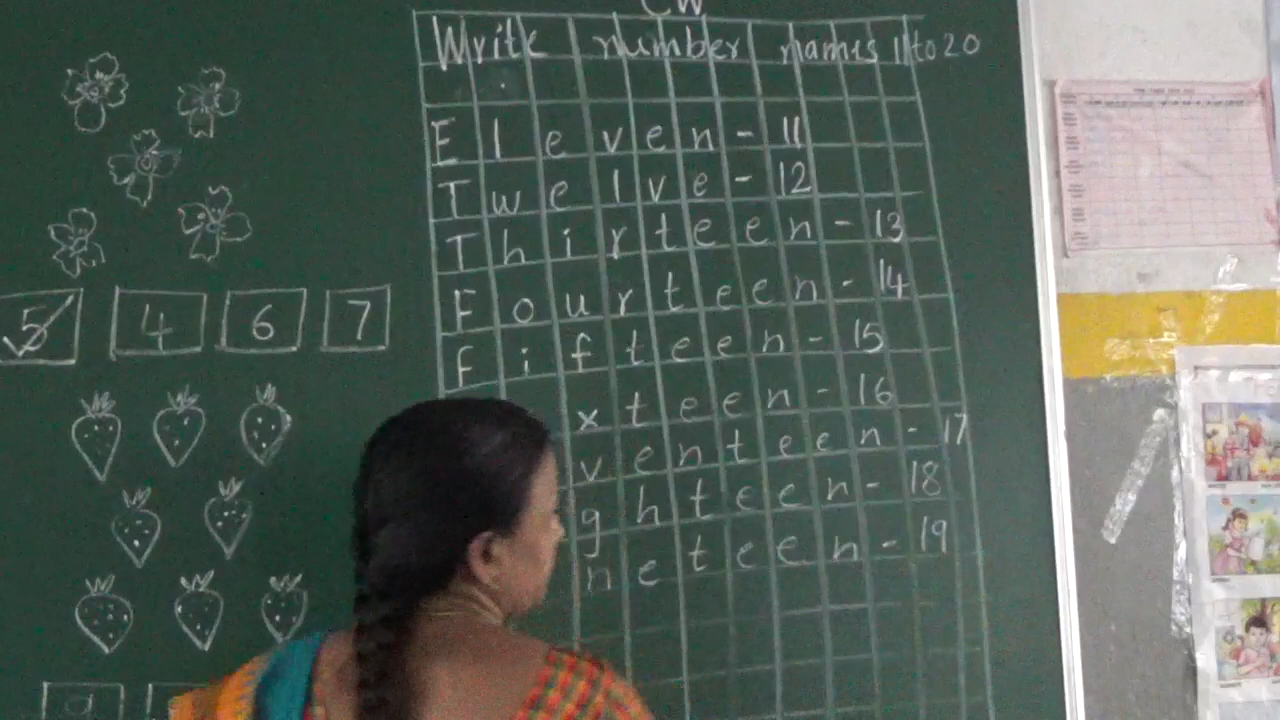 CW
Write number names 11 to 20
Eleven - 11
Twelve - 12
Thirteen - 13
Fourteen - 14
Fifteen - 15
xteen - 16
venteen - 17
ghteen - 18
neteen - 19
5 4 6 7
9